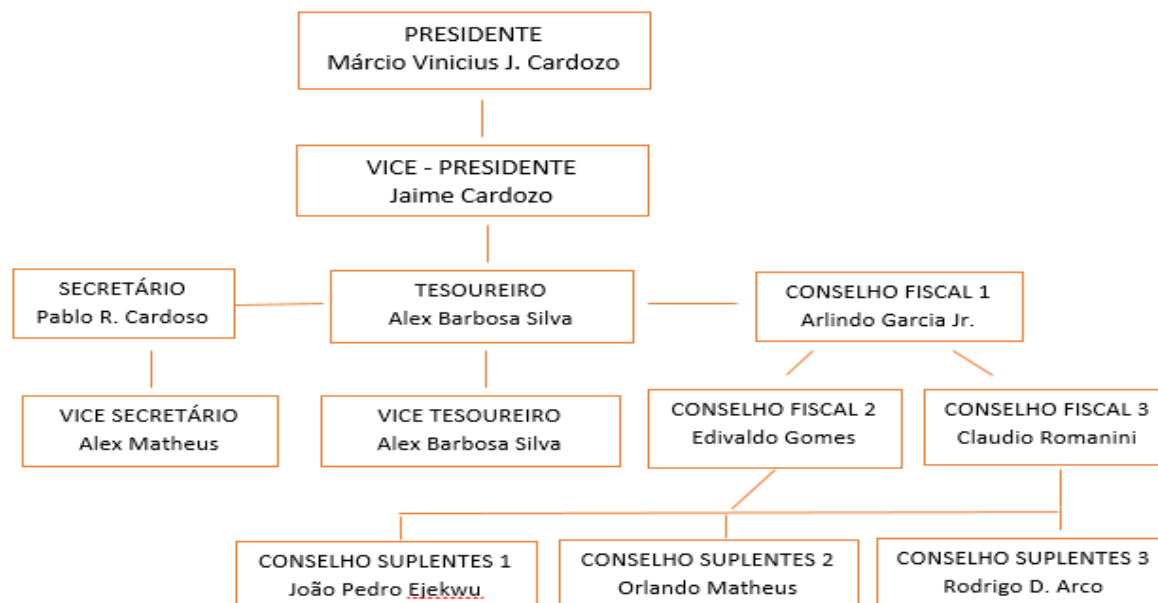 PRESIDENTE
Márcio Vinicius J. Cardozo
VICE - PRESIDENTE
Jaime Cardozo
SECRETÁRIO
Pablo R. Cardoso
TESOUREIRO
Alex Barbosa Silva
CONSELHO FISCAL 1
Arlindo Garcia Jr.
VICE SECRETÁRIO
Alex Matheus
VICE TESOUREIRO
Alex Barbosa Silva
CONSELHO FISCAL 2
Edivaldo Gomes
CONSELHO FISCAL 3
Claudio Romanini
CONSELHO SUPLENTES 1
João Pedro Ejekwu
CONSELHO SUPLENTES 2
Orlando Matheus
CONSELHO SUPLENTES 3
Rodrigo D. Arco